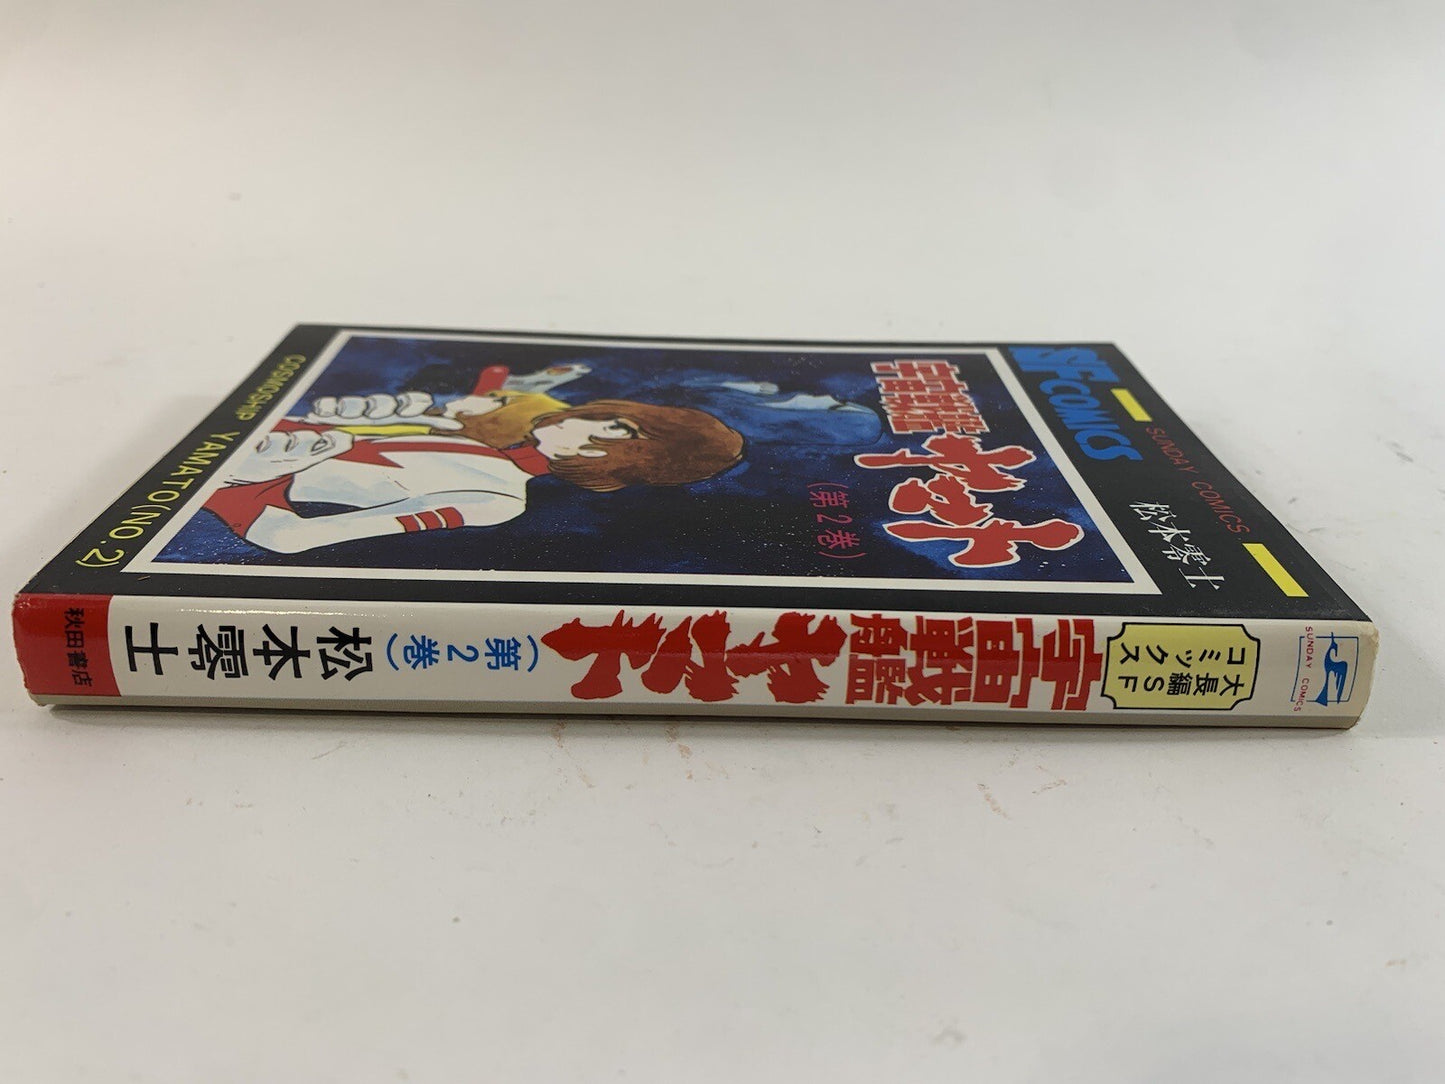 SF COMICS
SUNDAY COMICS
松本零士
宇宙戦艦
ヤマト
(第2巻)
COSMOSHIP YAMATO(NO.2)
SUNDAY COMICS
大長編SF
コミックス
宇宙戦艦
ヤマト
(第2巻)
松本零士
秋田書店